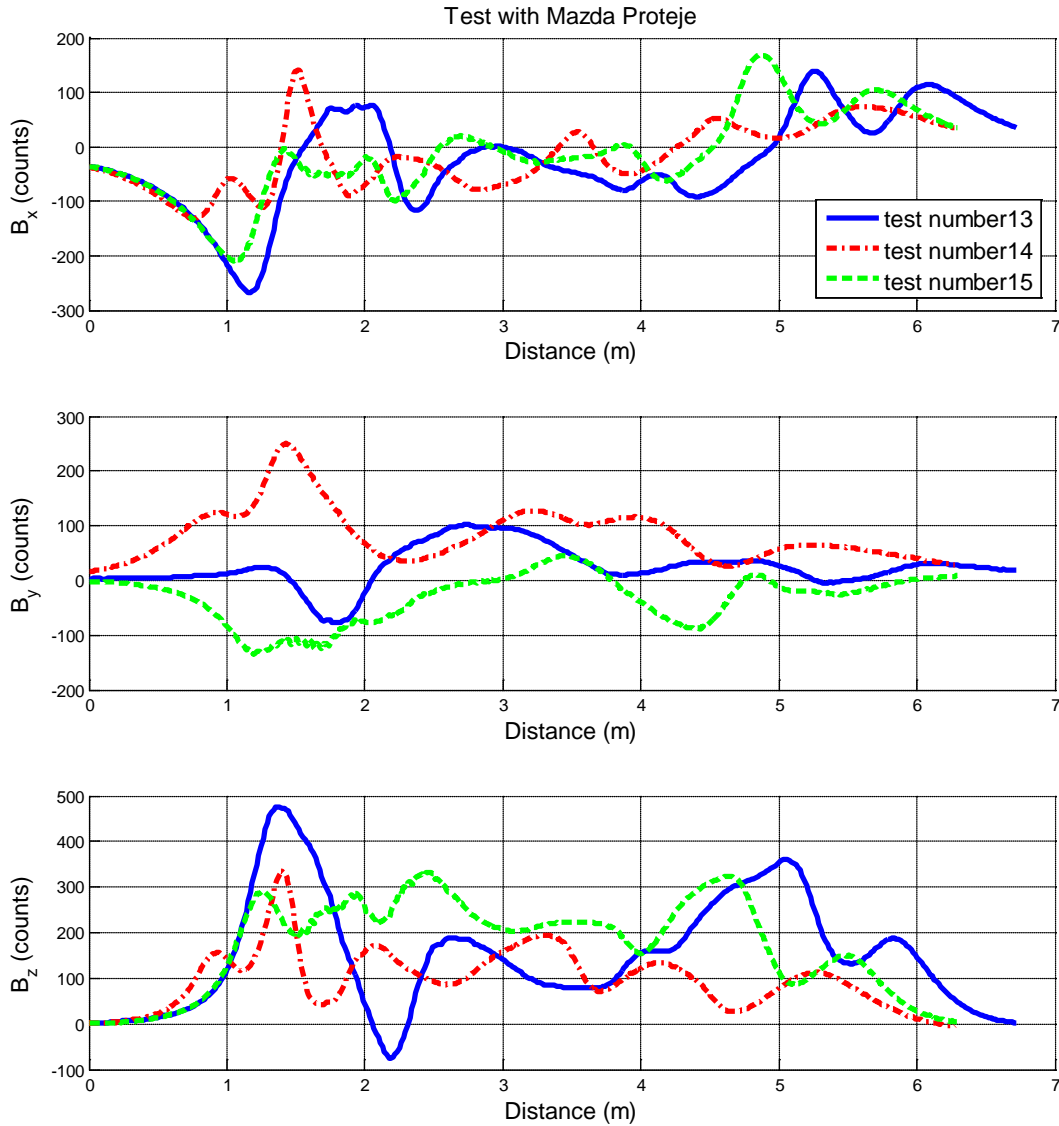 Test with Mazda Proteje
200
100
0
-100
-200
-300
B_x (counts)
test number13
test number14
test number15
0 1 2 3 4 5 6 7
Distance (m)
300
200
100
0
-100
-200
B_y (counts)
0 1 2 3 4 5 6 7
Distance (m)
500
400
300
200
100
0
-100
B_z (counts)
0 1 2 3 4 5 6 7
Distance (m)